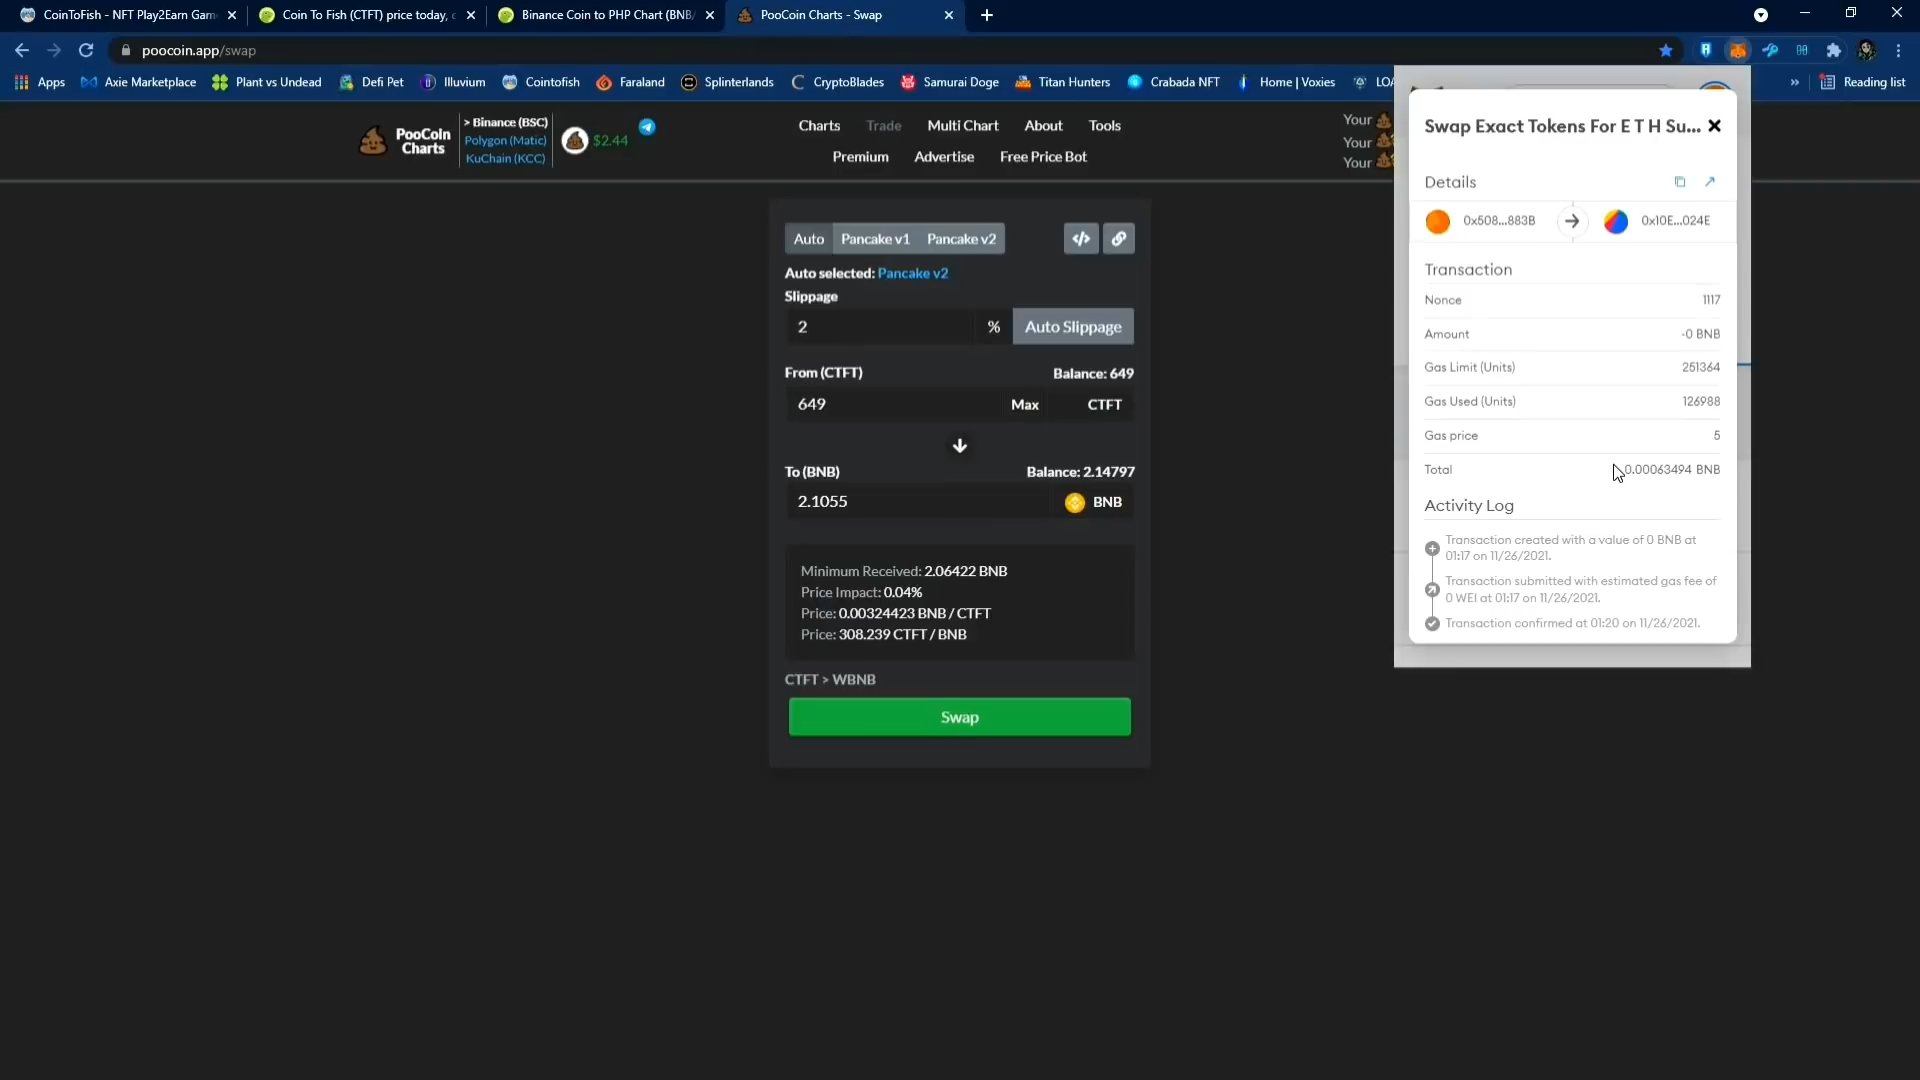 CoinToFish - NFT Play2Earn Gam
Coin To Fish (CTFT) price today, c
Binance Coin to PHP Chart (BNB/
PooCoin Charts - Swap
poocoin.app/swap
Apps
Axie Marketplace
Plant vs Undead
Defi Pet
Illuvium
Cointofish
Faraland
Splinterlands
CryptoBlades
Samurai Doge
Titan Hunters
Crabada NFT
Home | Voxies
LOA
»
Reading list
PooCoin
Charts
> Binance (BSC)
Polygon (Matic)
KuChain (KCC)
$2.44
Charts
Trade
Multi Chart
About
Tools
Premium
Advertise
Free Price Bot
Your
Your
Your
Auto
Pancake v1
Pancake v2
Auto selected: Pancake v2
Slippage
2
%
Auto Slippage
From (CTFT)
Balance: 649
649
Max
CTFT
To (BNB)
Balance: 2.14797
2.1055
BNB
Minimum Received: 2.06422 BNB
Price Impact: 0.04%
Price: 0.00324423 BNB / CTFT
Price: 308.239 CTFT / BNB
CTFT > WBNB
Swap
Swap Exact Tokens For E T H Su...
Details
0x508...883B
0x10E...024E
Transaction
Nonce
1117
Amount
-0 BNB
Gas Limit (Units)
251364
Gas Used (Units)
126988
Gas price
5
Total
0.00063494 BNB
Activity Log
Transaction created with a value of 0 BNB at
01:17 on 11/26/2021.
Transaction submitted with estimated gas fee of
0 WEI at 01:17 on 11/26/2021.
Transaction confirmed at 01:20 on 11/26/2021.